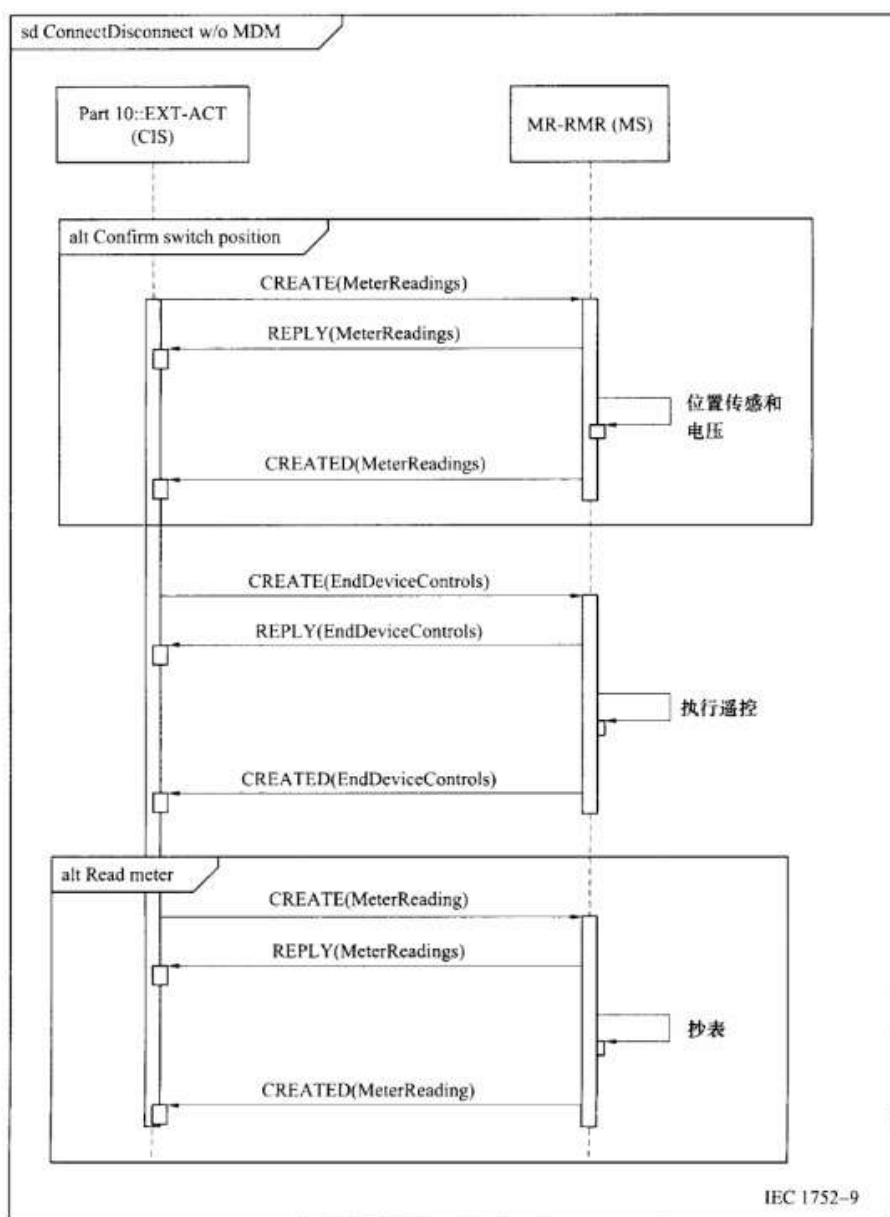 sd ConnectDisconnect w/o MDM
Part 10::EXT-ACT
(CIS)
MR-RMR (MS)
alt Confirm switch position
CREATE(MeterReadings)
REPLY(MeterReadings)
位置传感和
电压
CREATED(MeterReadings)
CREATE(EndDeviceControls)
REPLY(EndDeviceControls)
执行遥控
CREATED(EndDeviceControls)
alt Read meter
CREATE(MeterReading)
REPLY(MeterReadings)
抄表
CREATED(MeterReading)
IEC 1752-9